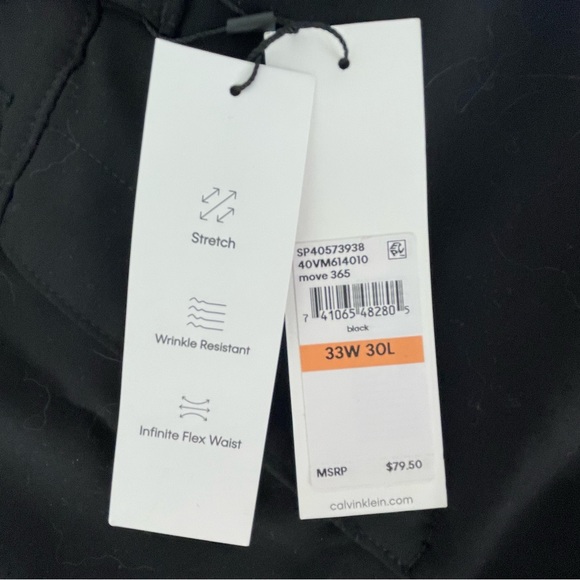 Stretch
Wrinkle Resistant
Infinite Flex Waist
SP40573938
40VM614010
move 365
7 41065 48280 5
black
33W 30L
MSRP $79.50
calvinklein.com